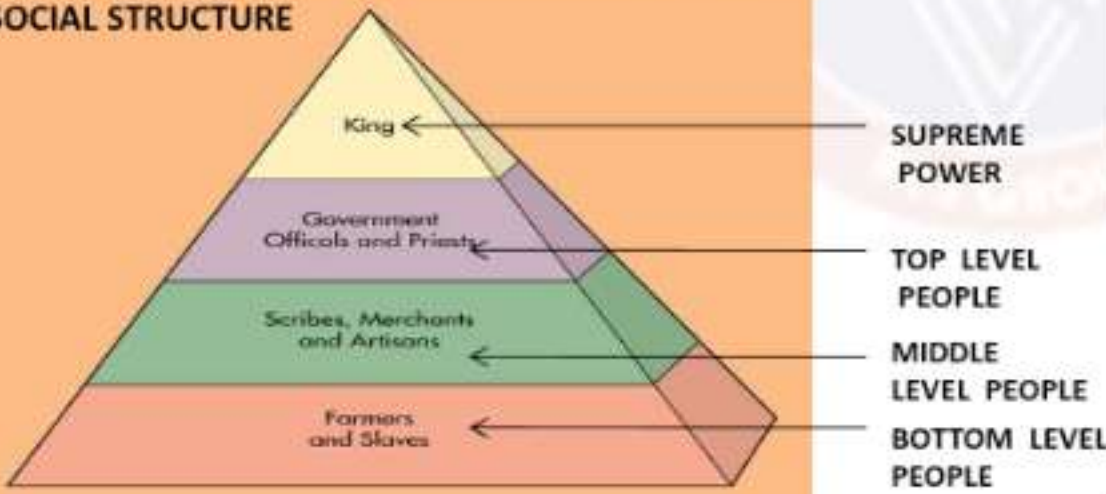 SOCIAL STRUCTURE
King
SUPREME
POWER
Government
Officals and Priests
TOP LEVEL
PEOPLE
Scribes, Merchants
and Artisans
MIDDLE
LEVEL PEOPLE
Farmers
and Slaves
BOTTOM LEVEL
PEOPLE